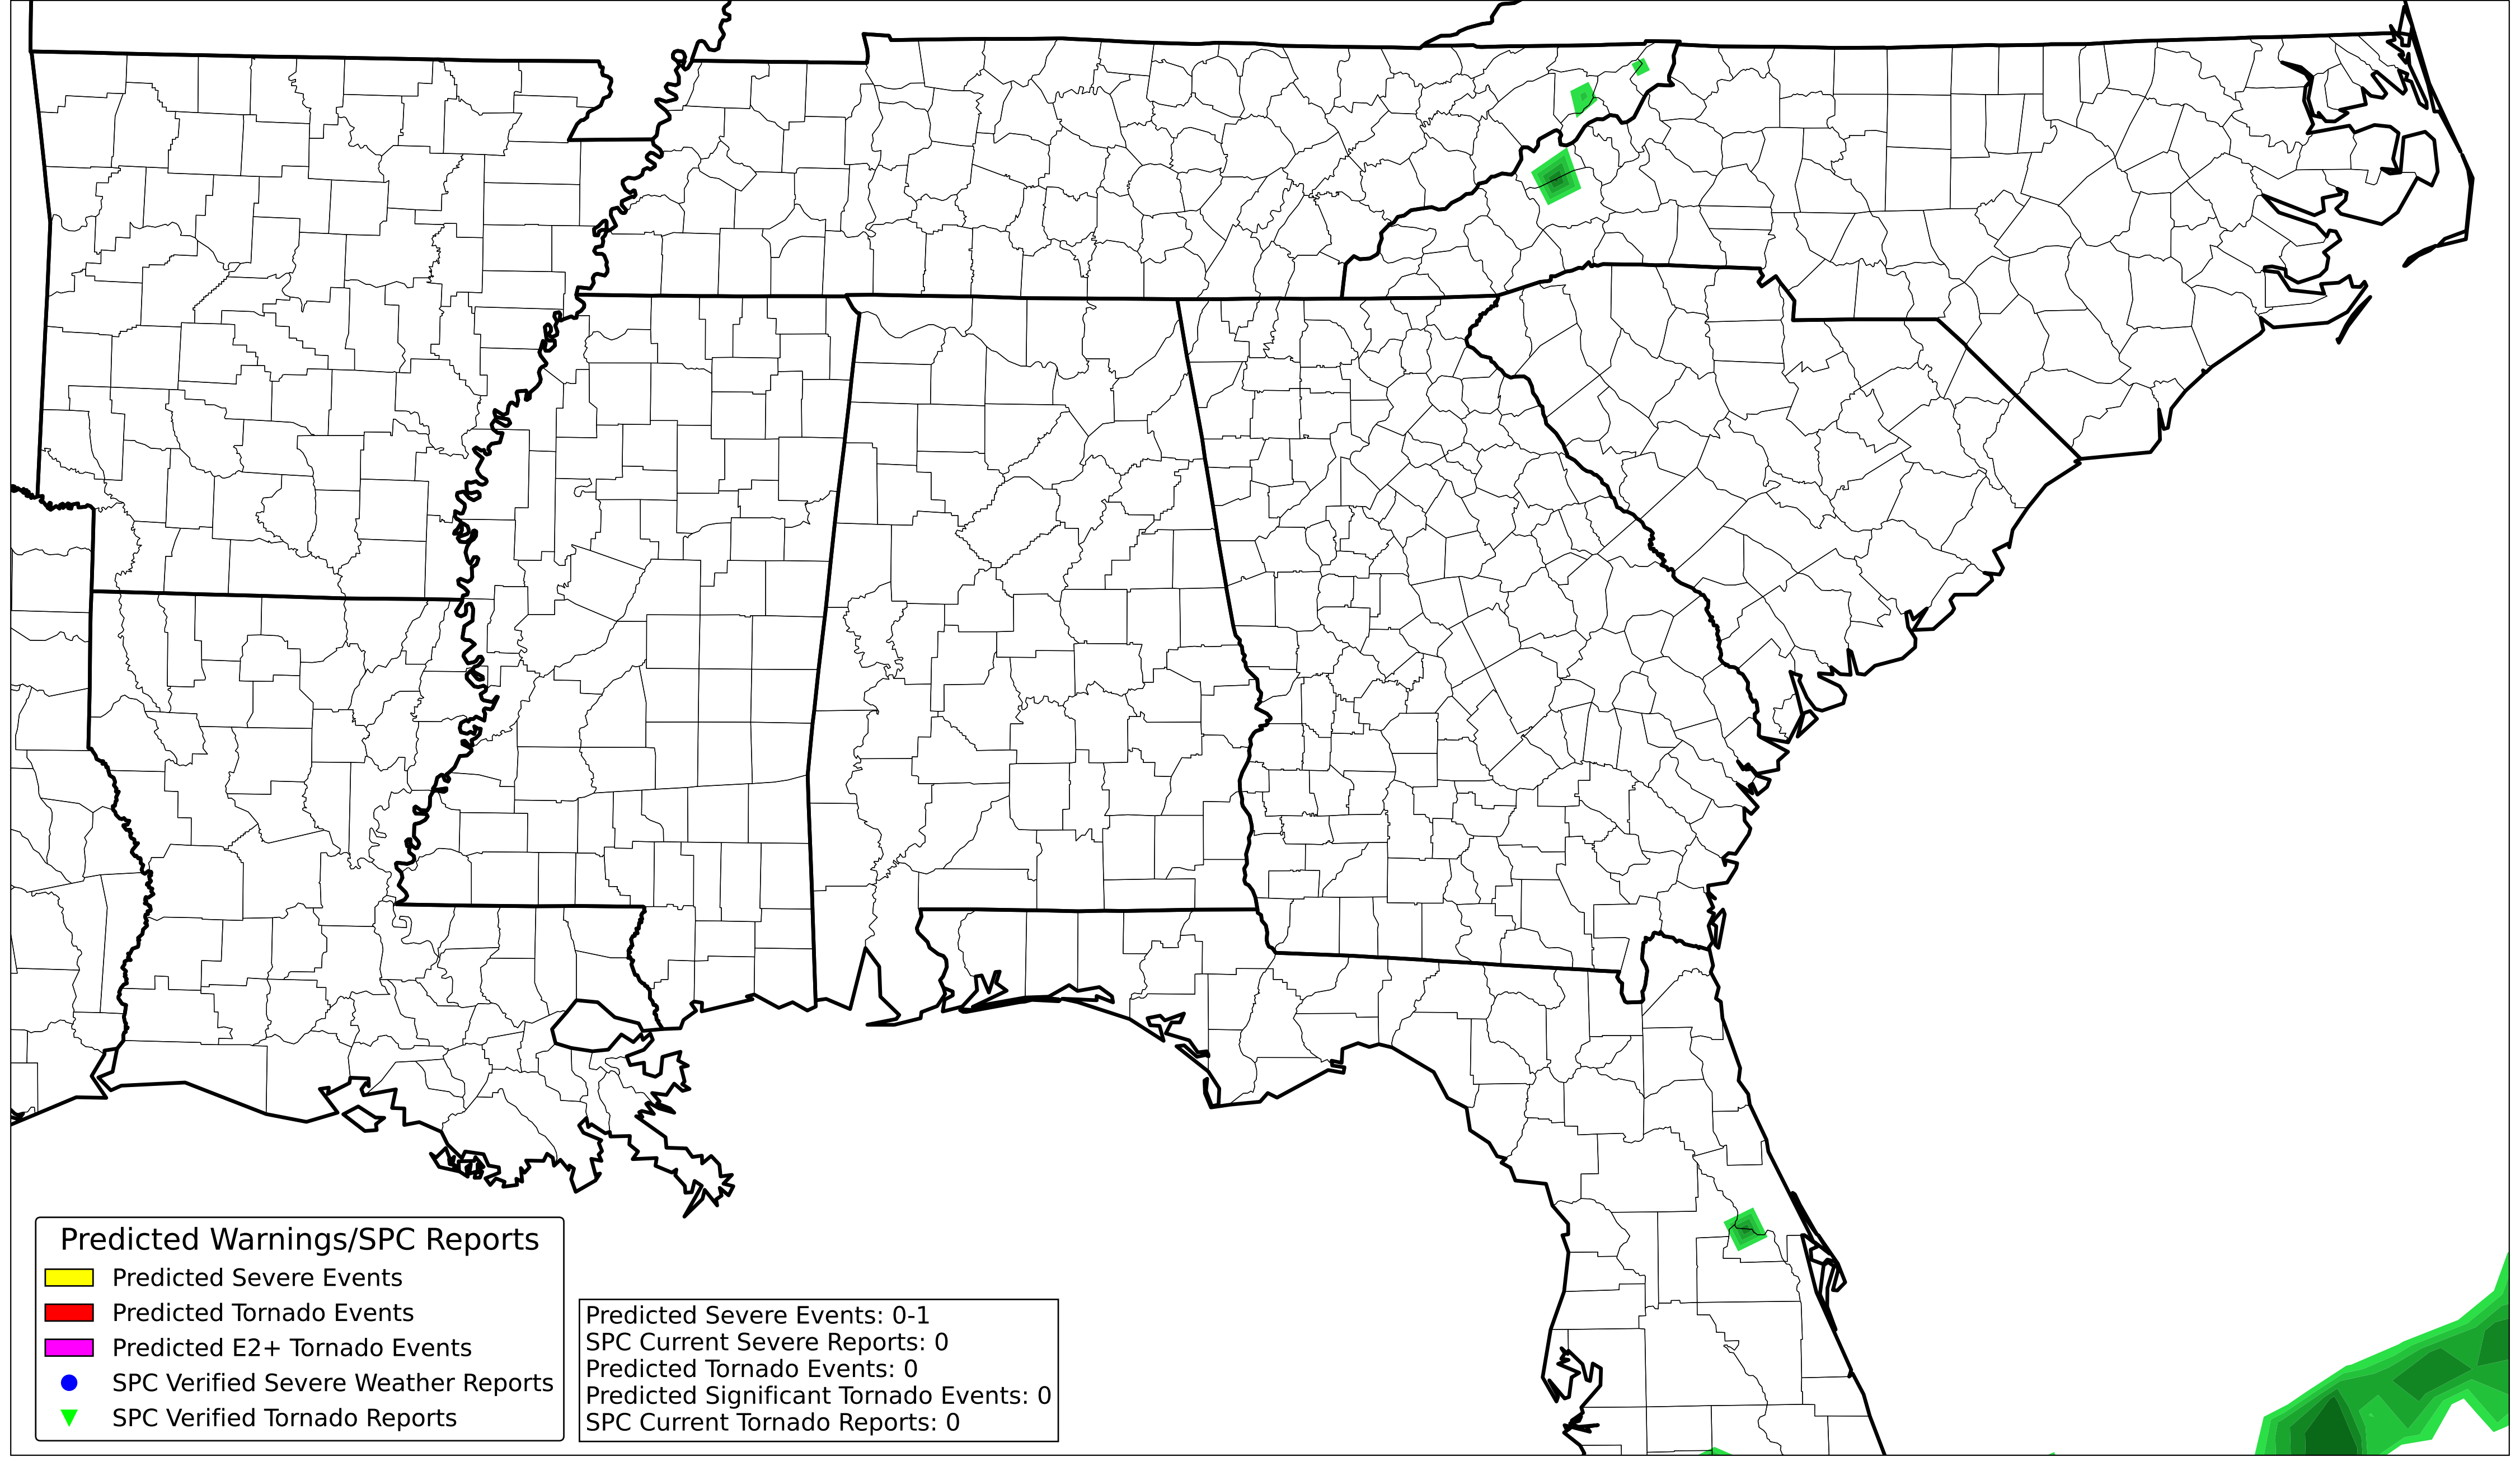 Predicted Warnings/SPC Reports
Predicted Severe Events
Predicted Tornado Events
Predicted E2+ Tornado Events
SPC Verified Severe Weather Reports
SPC Verified Tornado Reports
Predicted Severe Events: 0-1
SPC Current Severe Reports: 0
Predicted Tornado Events: 0
Predicted Significant Tornado Events: 0
SPC Current Tornado Reports: 0